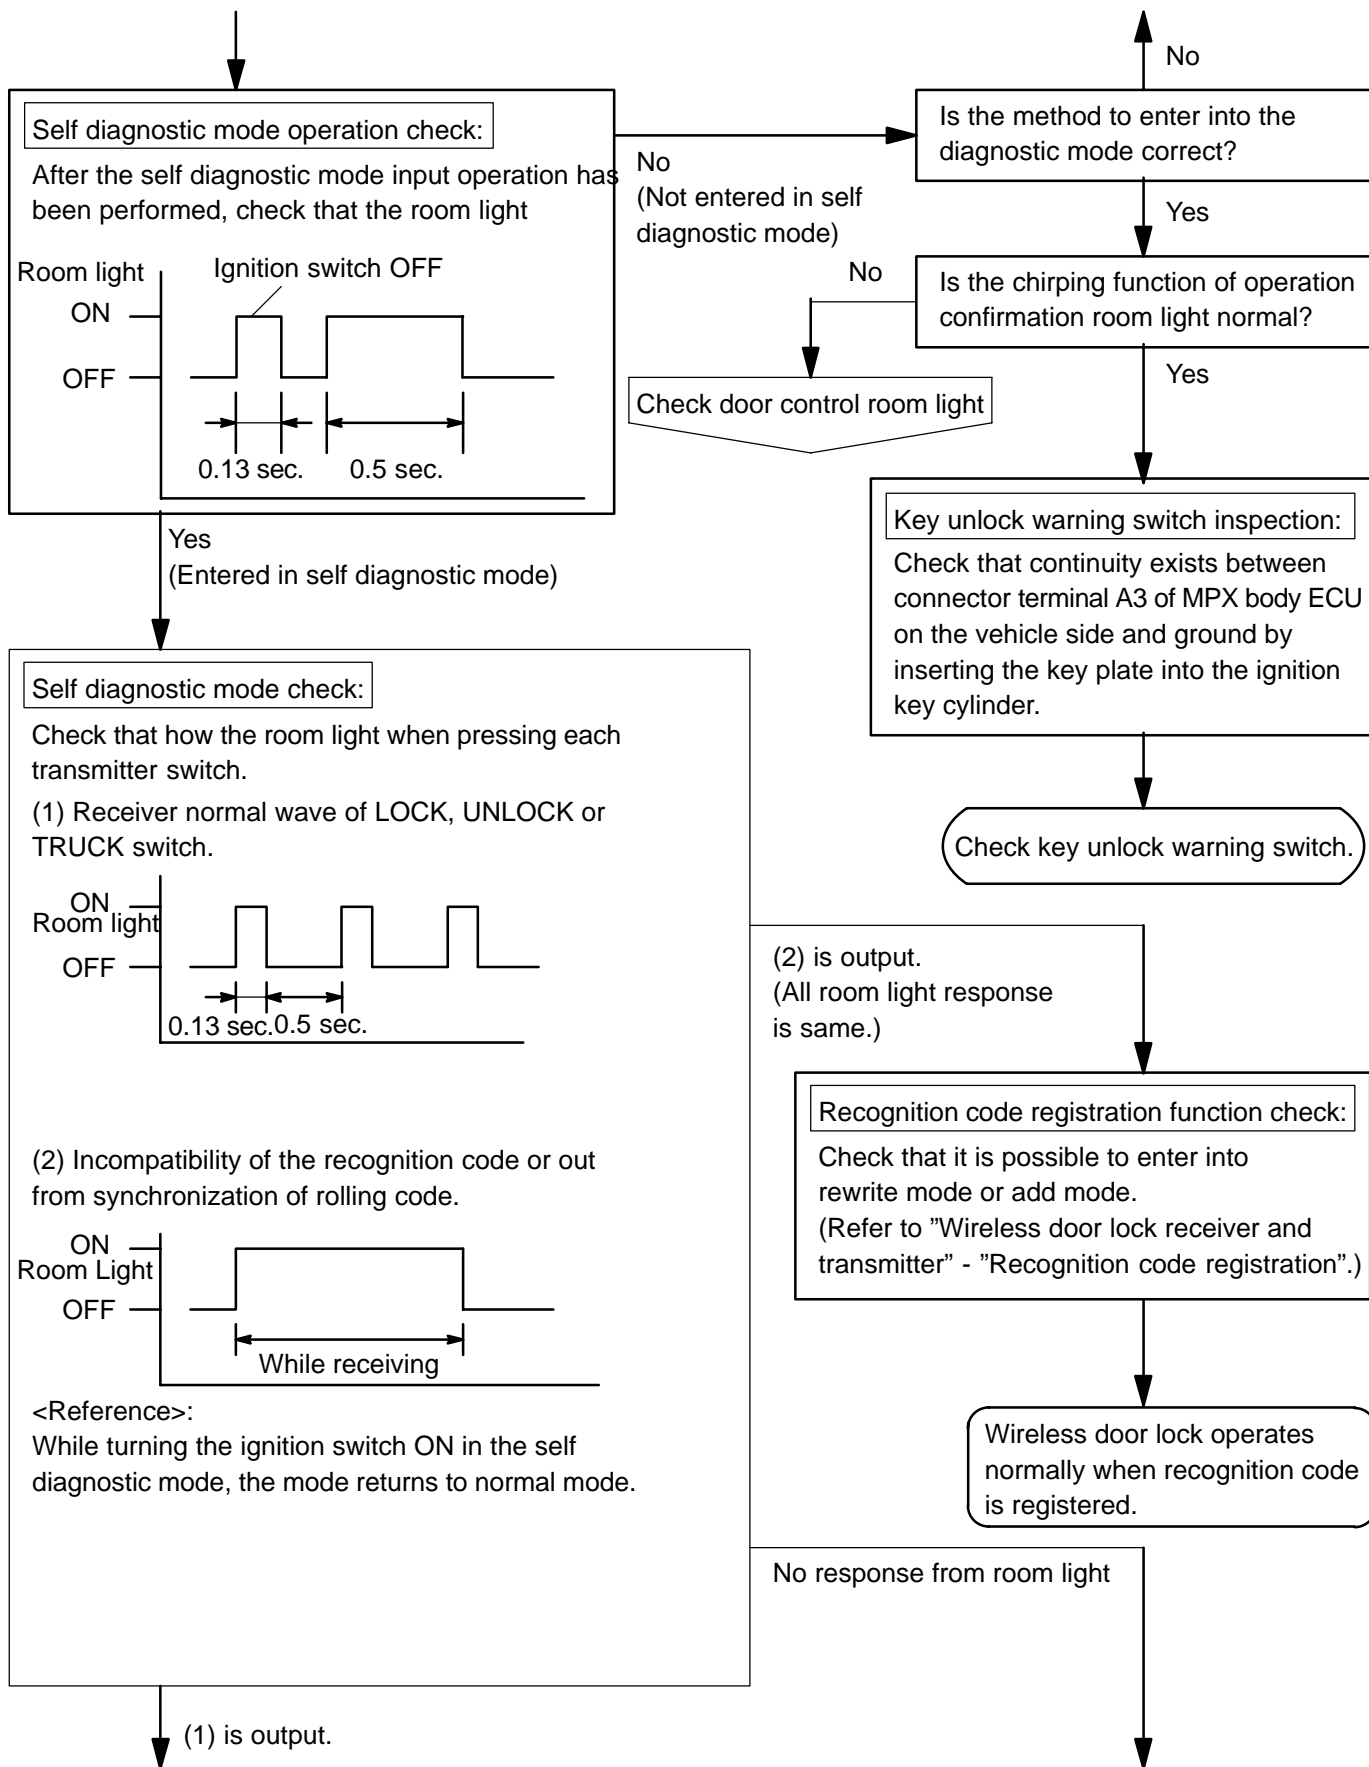 No
Self diagnostic mode operation check:
After the self diagnostic mode input operation has
been performed, check that the room light
Room light
Ignition switch OFF
ON
OFF
0.13 sec.
0.5 sec.
No
(Not entered in self
diagnostic mode)
Is the method to enter into the
diagnostic mode correct?
Yes
No
Is the chirping function of operation
confirmation room light normal?
Yes
Check door control room light
Key unlock warning switch inspection:
Check that continuity exists between
connector terminal A3 of MPX body ECU
on the vehicle side and ground by
inserting the key plate into the ignition
key cylinder.
Check key unlock warning switch.
Yes
(Entered in self diagnostic mode)
Self diagnostic mode check:
Check that how the room light when pressing each
transmitter switch.
(1) Receiver normal wave of LOCK, UNLOCK or
TRUCK switch.
ON
Room light
OFF
0.13 sec.
0.5 sec.
(2) Incompatibility of the recognition code or out
from synchronization of rolling code.
ON
Room Light
OFF
While receiving
<Reference>:
While turning the ignition switch ON in the self
diagnostic mode, the mode returns to normal mode.
(2) is output.
(All room light response
is same.)
Recognition code registration function check:
Check that it is possible to enter into
rewrite mode or add mode.
(Refer to ”Wireless door lock receiver and
transmitter” - ”Recognition code registration”.)
Wireless door lock operates
normally when recognition code
is registered.
No response from room light
(1) is output.